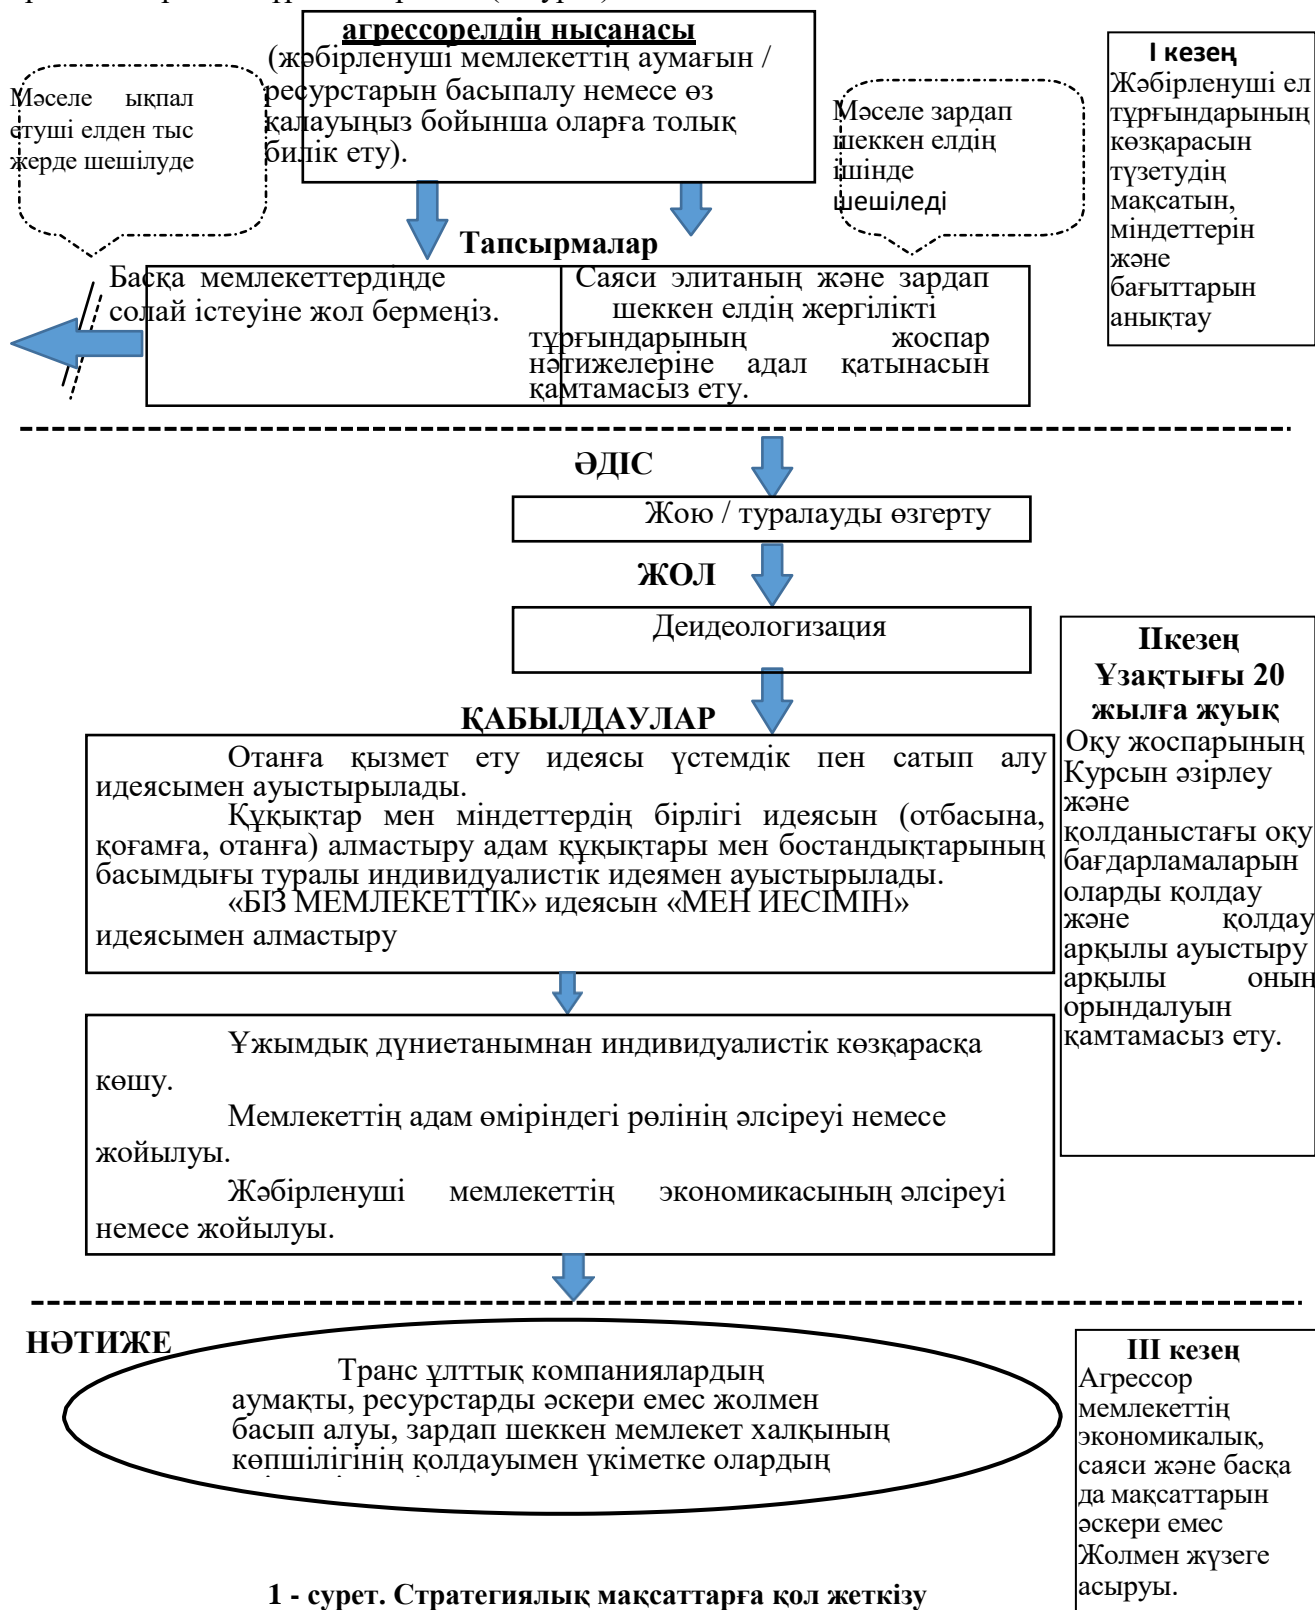 агрессорелдің нысанасы
(жәбірленуші мемлекеттің аумағын /
ресурстарын басыпалу немесе өз
қалауыңыз бойынша оларға толық
билік ету).
Мәселе ықпал
етуші елден тыс
жерде шешілуде
Мәселе зардап
шеккен елдің
ішінде
шешіледі
І кезең
Жәбірленуші ел
тұрғындарының
көзқарасын
түзетудің
мақсатын,
міндеттерін
және
бағыттарын
анықтау
Тапсырмалар
Басқа мемлекеттердіңде
солай істеуіне жол бермеңіз.
Саяси элитаның және зардап
шеккен елдің жергілікті
тұрғындарының жоспар
нәтижелеріне адал қатынасын
қамтамасыз ету.
ӘДІС
Жою / туралауды өзгерту
ЖОЛ
Деидеологизация
ҚАБЫЛДАУЛАР
Отанға қызмет ету идеясы үстемдік пен сатып алу
идеясымен ауыстырылады.
Құқықтар мен міндеттердің бірлігі идеясын (отбасына,
қоғамға, отанға) алмастыру адам құқықтары мен бостандықтарының
басымдығы туралы индивидуалистік идеямен ауыстырылады.
«БІЗ МЕМЛЕКЕТТІК» идеясын «МЕН ИЕСІМІН»
идеясымен алмастыру
ІІкезең
Ұзақтығы 20
жылға жуық
Оқу жоспарының
Курсын әзірлеу
және
қолданыстағы оқу
бағдарламаларын
оларды қолдау
және қолдау
арқылы ауыстыру
арқылы оның
орындалуын
қамтамасыз ету.
Ұжымдық дүниетанымнан индивидуалистік көзқарасқа
көшу.
Мемлекеттің адам өміріндегі рөлінің әлсіреуі немесе
жойылуы.
Жәбірленуші мемлекеттің экономикасының әлсіреуі
немесе жойылуы.
НӘТИЖЕ
Транс ұлттық компаниялардың
аумақты, ресурстарды әскери емес жолмен
басып алуы, зардап шеккен мемлекет халқының
көпшілігінің қолдауымен үкіметке олардың
ІІІ кезең
Агрессор
мемлекеттің
экономикалық,
саяси және басқа
да мақсаттарын
әскери емес
Жолмен жүзеге
асыруы.
1 - сурет. Стратегиялық мақсаттарға қол жеткізу